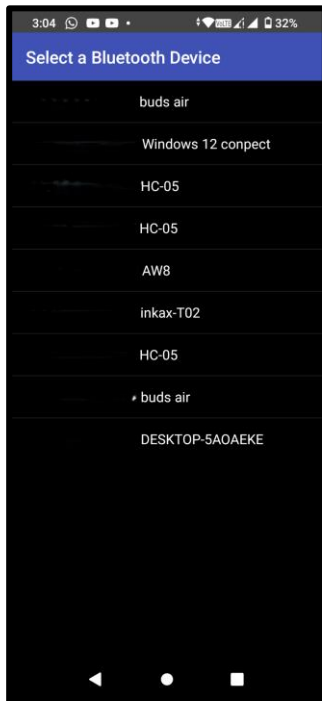 3:04 32%
Select a Bluetooth Device
buds air
Windows 12 conpect
HC-05
HC-05
AW8
inkax-T02
HC-05
buds air
DESKTOP-5AOAEKE